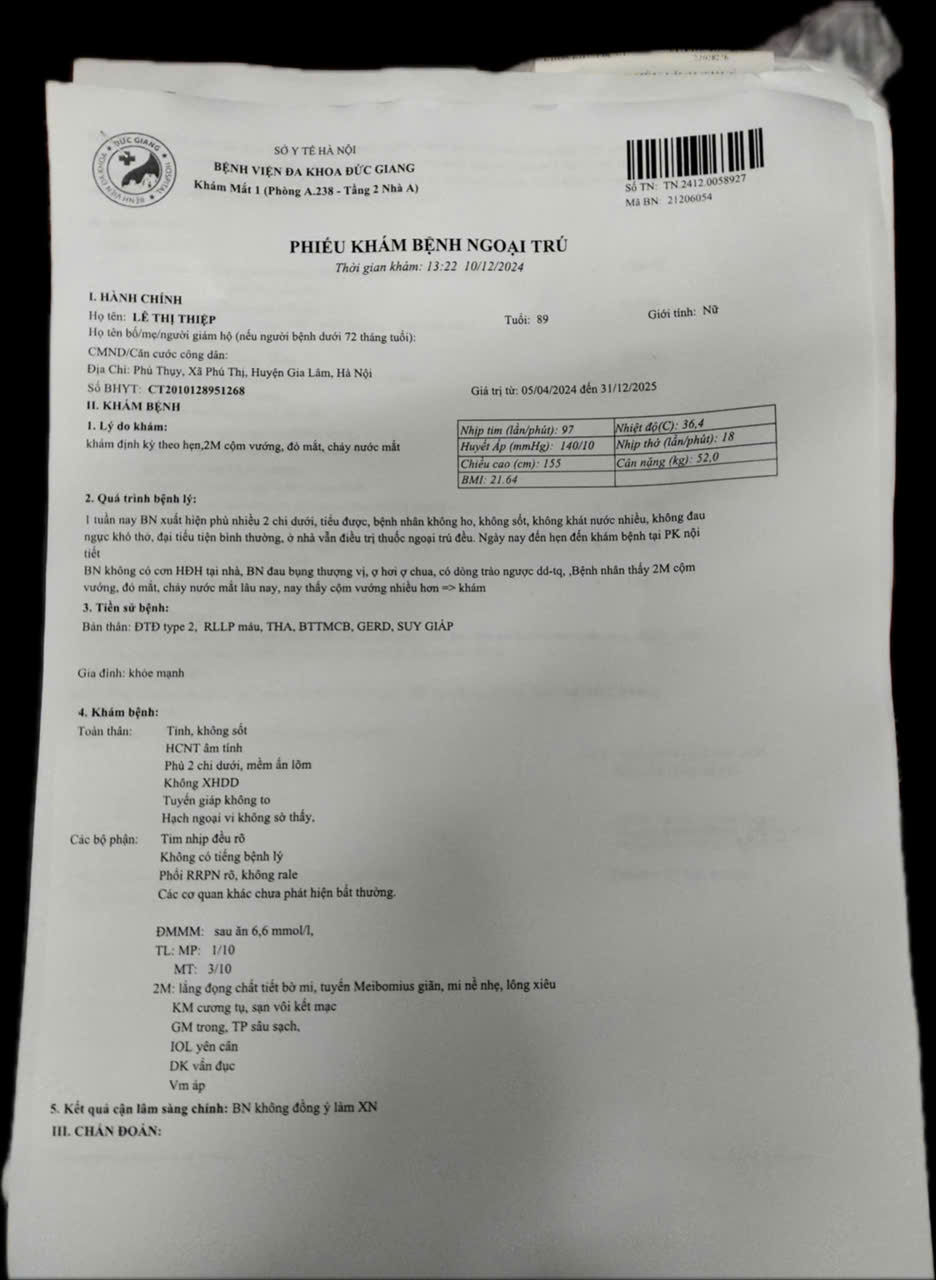 SỞ Y TẾ HÀ NỘI
BỆNH VIỆN ĐA KHOA ĐỨC GIANG
Khám Mắt 1 (Phòng A.238 - Tầng 2 Nhà A)
BỆNH VIỆN ĐA KHOA ★ ĐỨC GIANG ★ HOSPITAL
Số TN: TN.2412.0058927
Mã BN: 21206054
PHIẾU KHÁM BỆNH NGOẠI TRÚ
Thời gian khám: 13:22 10/12/2024
I. HÀNH CHÍNH
Họ tên: LÊ THỊ THIỆP Tuổi: 89 Giới tính: Nữ
Họ tên bố/mẹ/người giám hộ (nếu người bệnh dưới 72 tháng tuổi):
CMND/Căn cước công dân:
Địa Chỉ: Phú Thụy, Xã Phú Thị, Huyện Gia Lâm, Hà Nội
Số BHYT: CT2010128951268 Giá trị từ: 05/04/2024 đến 31/12/2025
II. KHÁM BỆNH
1. Lý do khám:
khám định kỳ theo hẹn,2M cộm vướng, đỏ mắt, chảy nước mắt
Nhịp tim (lần/phút): 97 Nhiệt độ(C): 36,4
Huyết Áp (mmHg): 140/10 Nhịp thở (lần/phút): 18
Chiều cao (cm): 155 Cân nặng (kg): 52,0
BMI: 21.64
2. Quá trình bệnh lý:
1 tuần nay BN xuất hiện phù nhiều 2 chi dưới, tiểu được, bệnh nhân không ho, không sốt, không khát nước nhiều, không đau
ngực khó thở, đại tiểu tiện bình thường, ở nhà vẫn điều trị thuốc ngoại trú đều. Ngày nay đến hẹn đến khám bệnh tại PK nội
tiết
BN không có cơn HĐH tại nhà, BN đau bụng thượng vị, ợ hơi ợ chua, có dòng trào ngược dd-tq, ,Bệnh nhân thấy 2M cộm
vướng, đỏ mắt, chảy nước mắt lâu nay, nay thấy cộm vướng nhiều hơn => khám
3. Tiền sử bệnh:
Bản thân: ĐTĐ type 2, RLLP máu, THA, BTTMCB, GERD, SUY GIÁP
Gia đình: khỏe mạnh
4. Khám bệnh:
Toàn thân: Tỉnh, không sốt
HCNT âm tính
Phù 2 chi dưới, mềm ấn lõm
Không XHDD
Tuyến giáp không to
Hạch ngoại vi không sờ thấy.
Các bộ phận: Tim nhịp đều rõ
Không có tiếng bệnh lý
Phổi RRPN rõ, không rale
Các cơ quan khác chưa phát hiện bất thường.
ĐMMM: sau ăn 6,6 mmol/l,
TL: MP: 1/10
MT: 3/10
2M: lắng đọng chất tiết bờ mi, tuyến Meibomius giãn, mi nề nhẹ, lông xiêu
KM cương tụ, sạn vôi kết mạc
GM trong, TP sâu sạch,
IOL yên cân
DK vẩn đục
Vm áp
5. Kết quả cận lâm sàng chính: BN không đồng ý làm XN
III. CHẨN ĐOÁN: